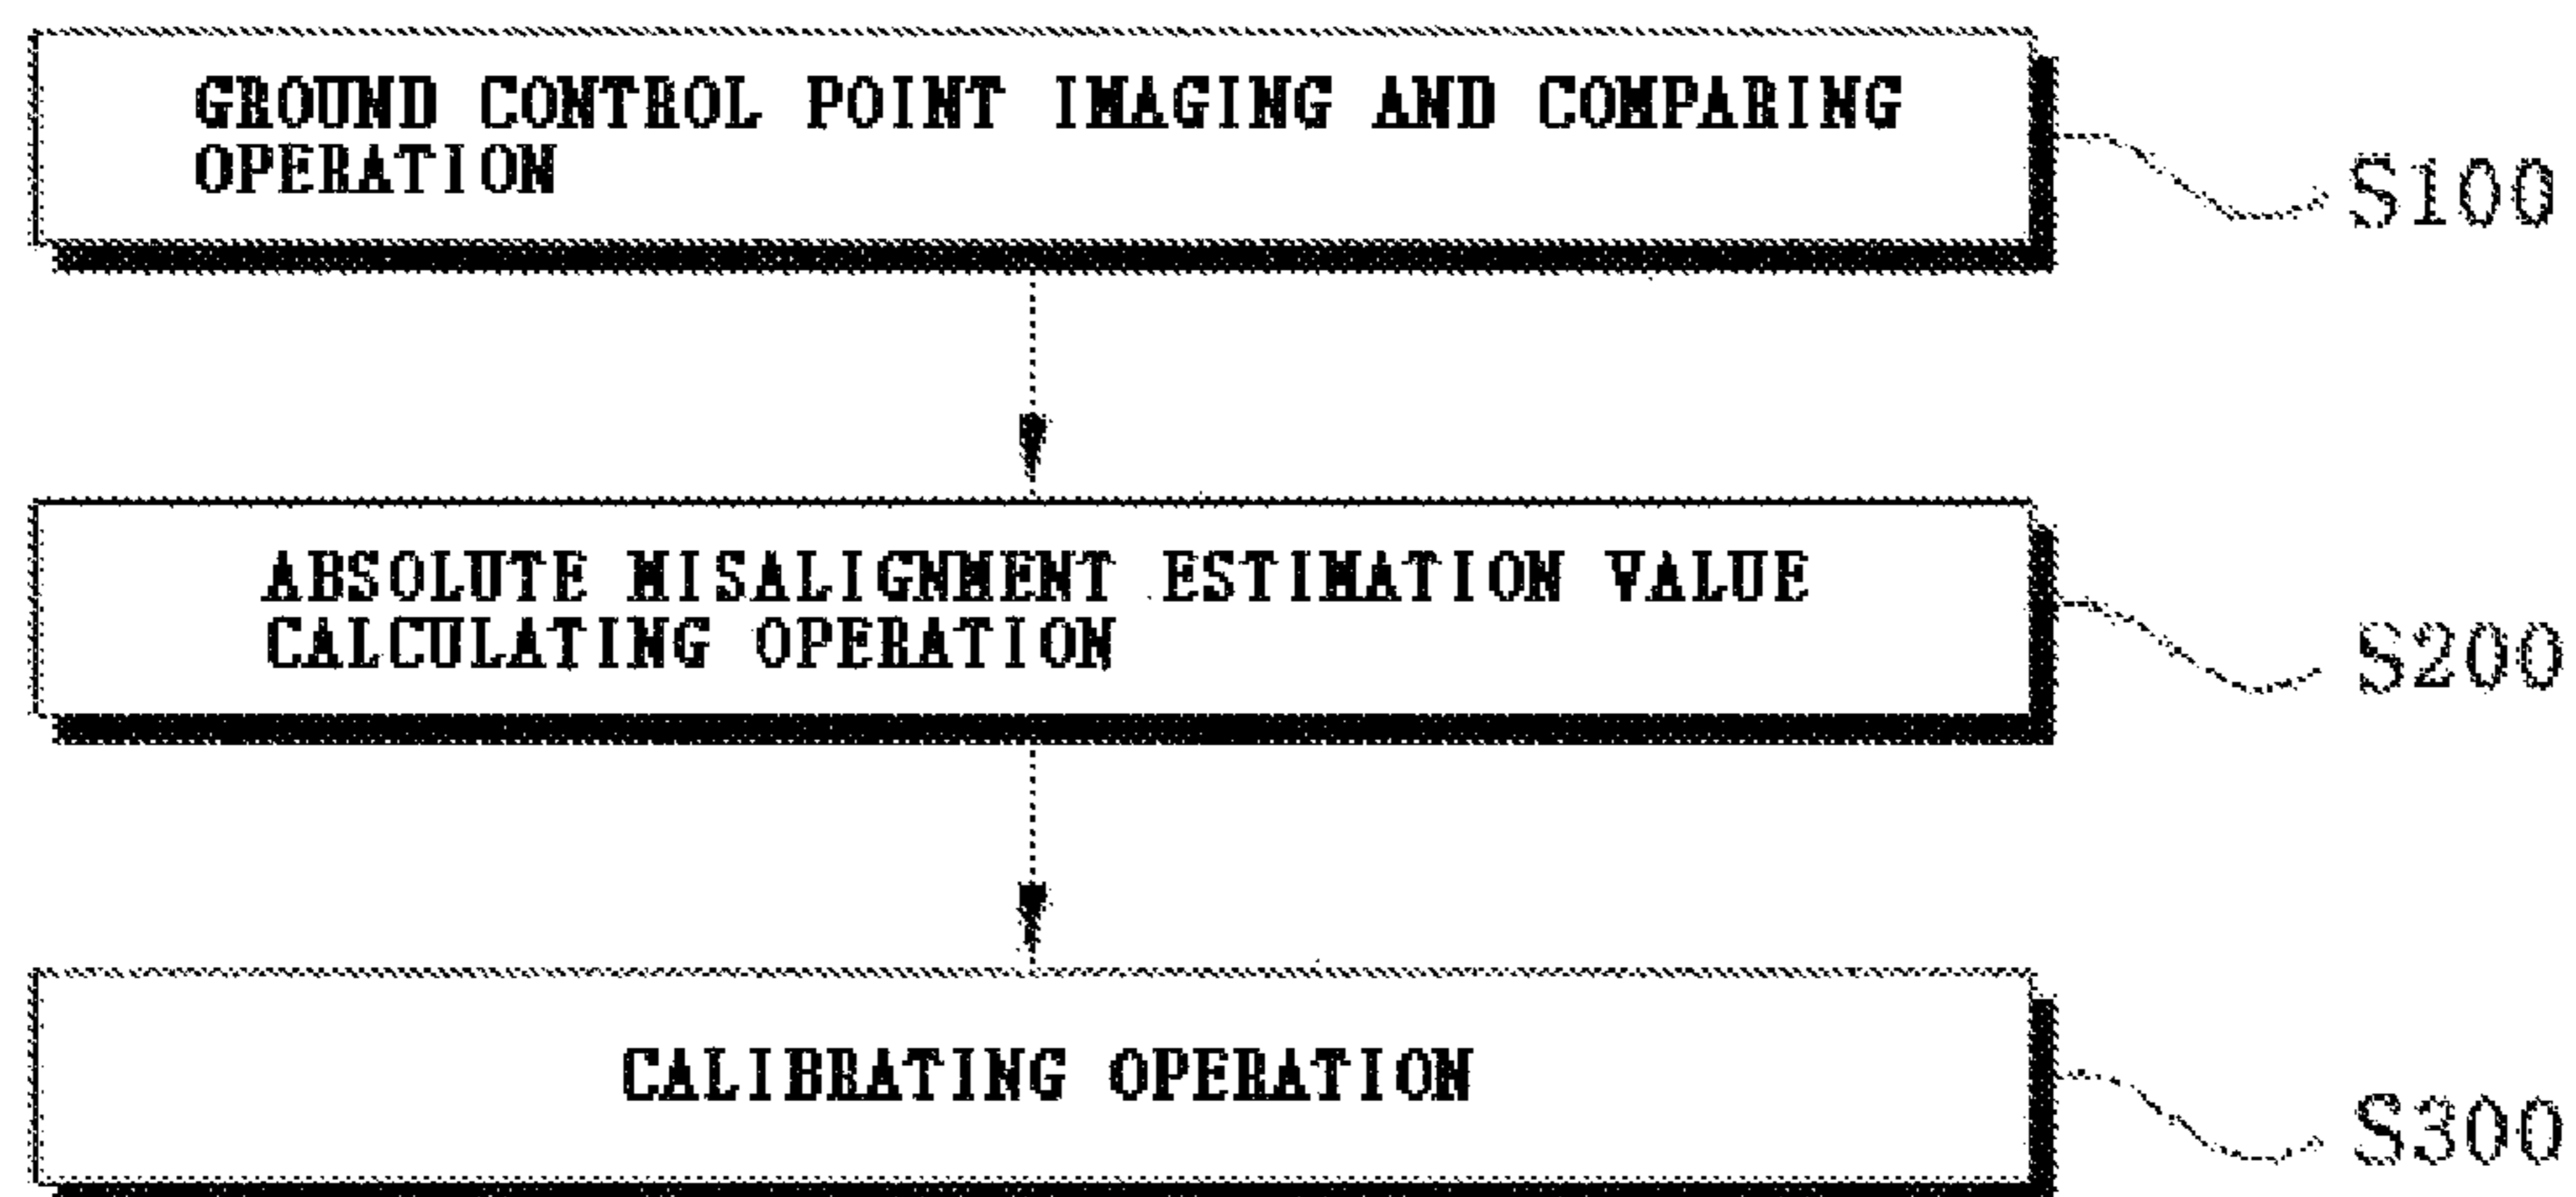 GROUND CONTROL POINT IMAGING AND COMPARING
OPERATION
S100
ABSOLUTE MISALIGNMENT ESTIMATION VALUE
CALCULATING OPERATION
S200
CALIBRATING OPERATION
S300